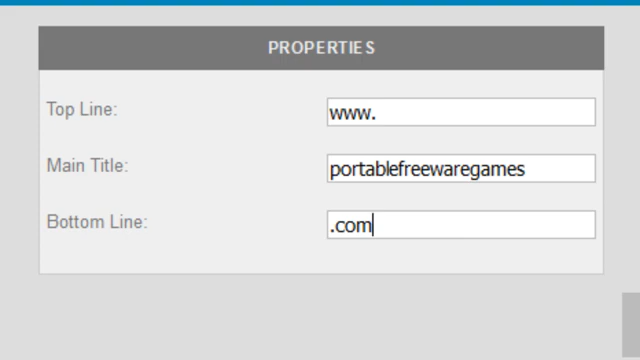 PROPERTIES
Top Line: www.
Main Title: portablefreewaregames
Bottom Line: .com